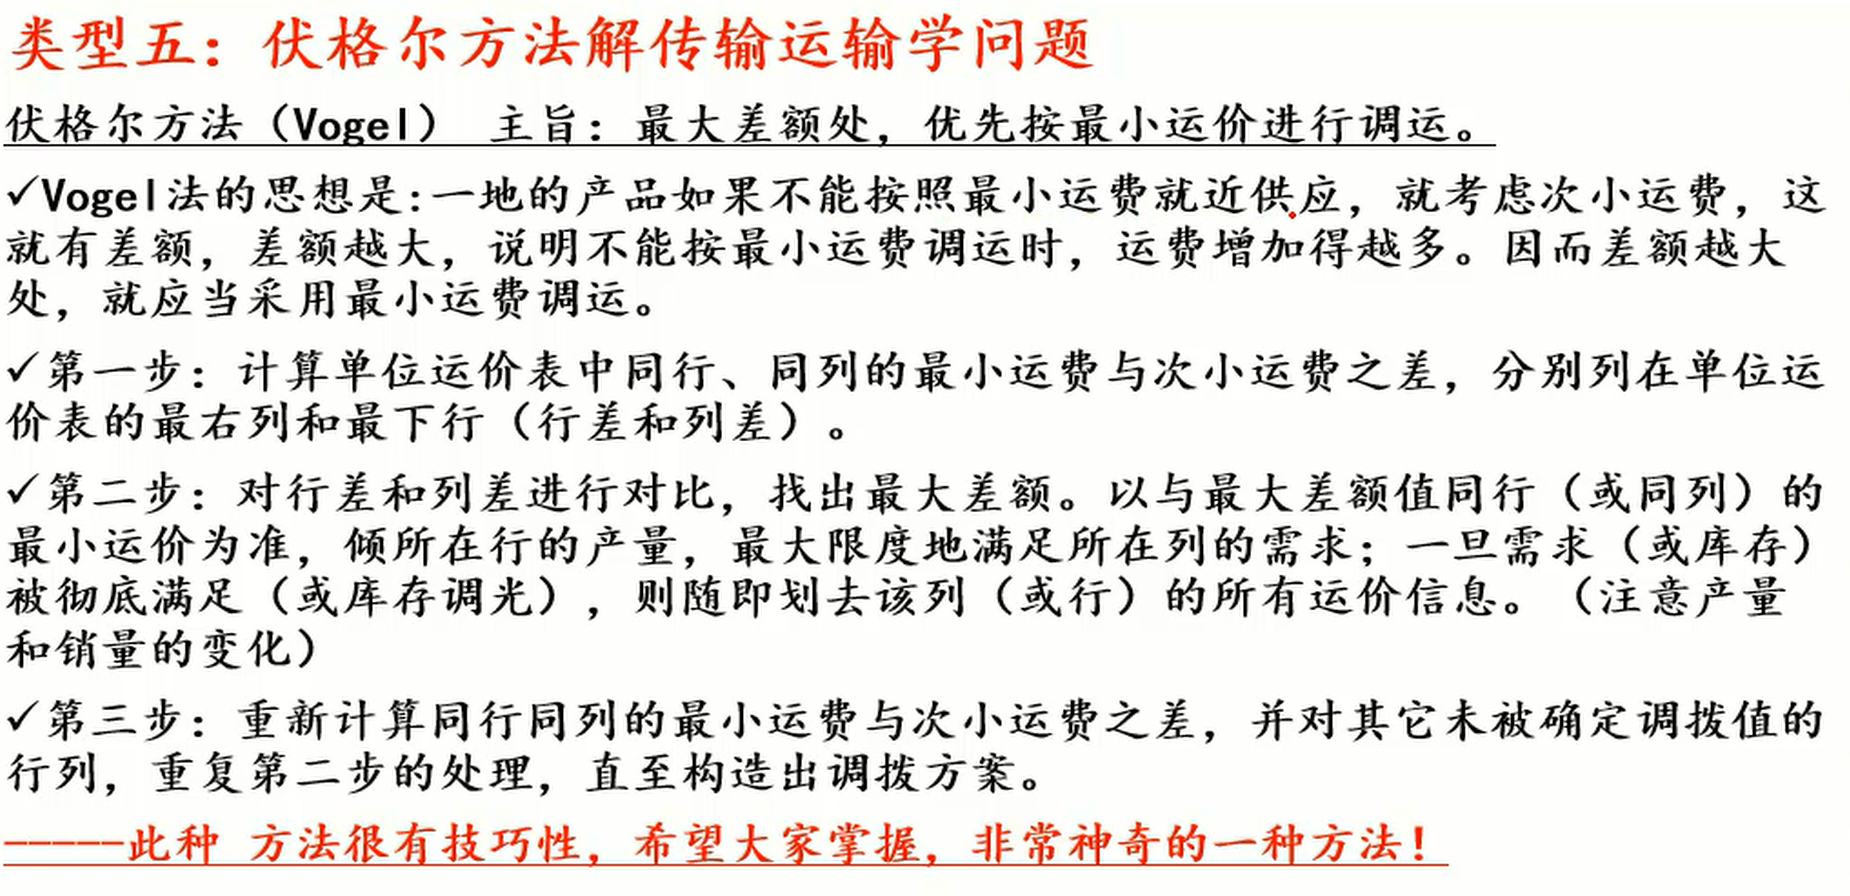 类型五：伏格尔方法解传输运输学问题
伏格尔方法（Vogel） 主旨：最大差额处，优先按最小运价进行调运。
✓Vogel法的思想是:一地的产品如果不能按照最小运费就近供应，就考虑次小运费，这
就有差额，差额越大，说明不能按最小运费调运时，运费增加得越多。因而差额越大
处，就应当采用最小运费调运。
✓第一步：计算单位运价表中同行、同列的最小运费与次小运费之差，分别列在单位运
价表的最右列和最下行（行差和列差）。
✓第二步：对行差和列差进行对比，找出最大差额。以与最大差额值同行（或同列）的
最小运价为准，倾所在行的产量，最大限度地满足所在列的需求；一旦需求（或库存）
被彻底满足（或库存调光），则随即划去该列（或行）的所有运价信息。（注意产量
和销量的变化）
✓第三步：重新计算同行同列的最小运费与次小运费之差，并对其它未被确定调拨值的
行列，重复第二步的处理，直至构造出调拨方案。
-----此种 方法很有技巧性，希望大家掌握，非常神奇的一种方法！